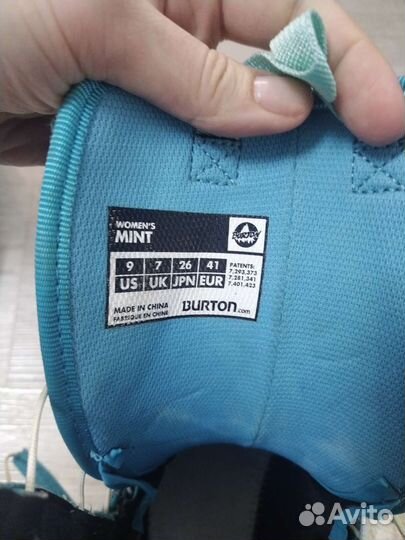 WOMEN'S
MINT
BURTON
9 7 26 41
US UK JPN EUR
PATENTS:
7,293,373
7,281,341
7,401,423
MADE IN CHINA
FABRIQUE EN CHINE
BURTON.com
Avito